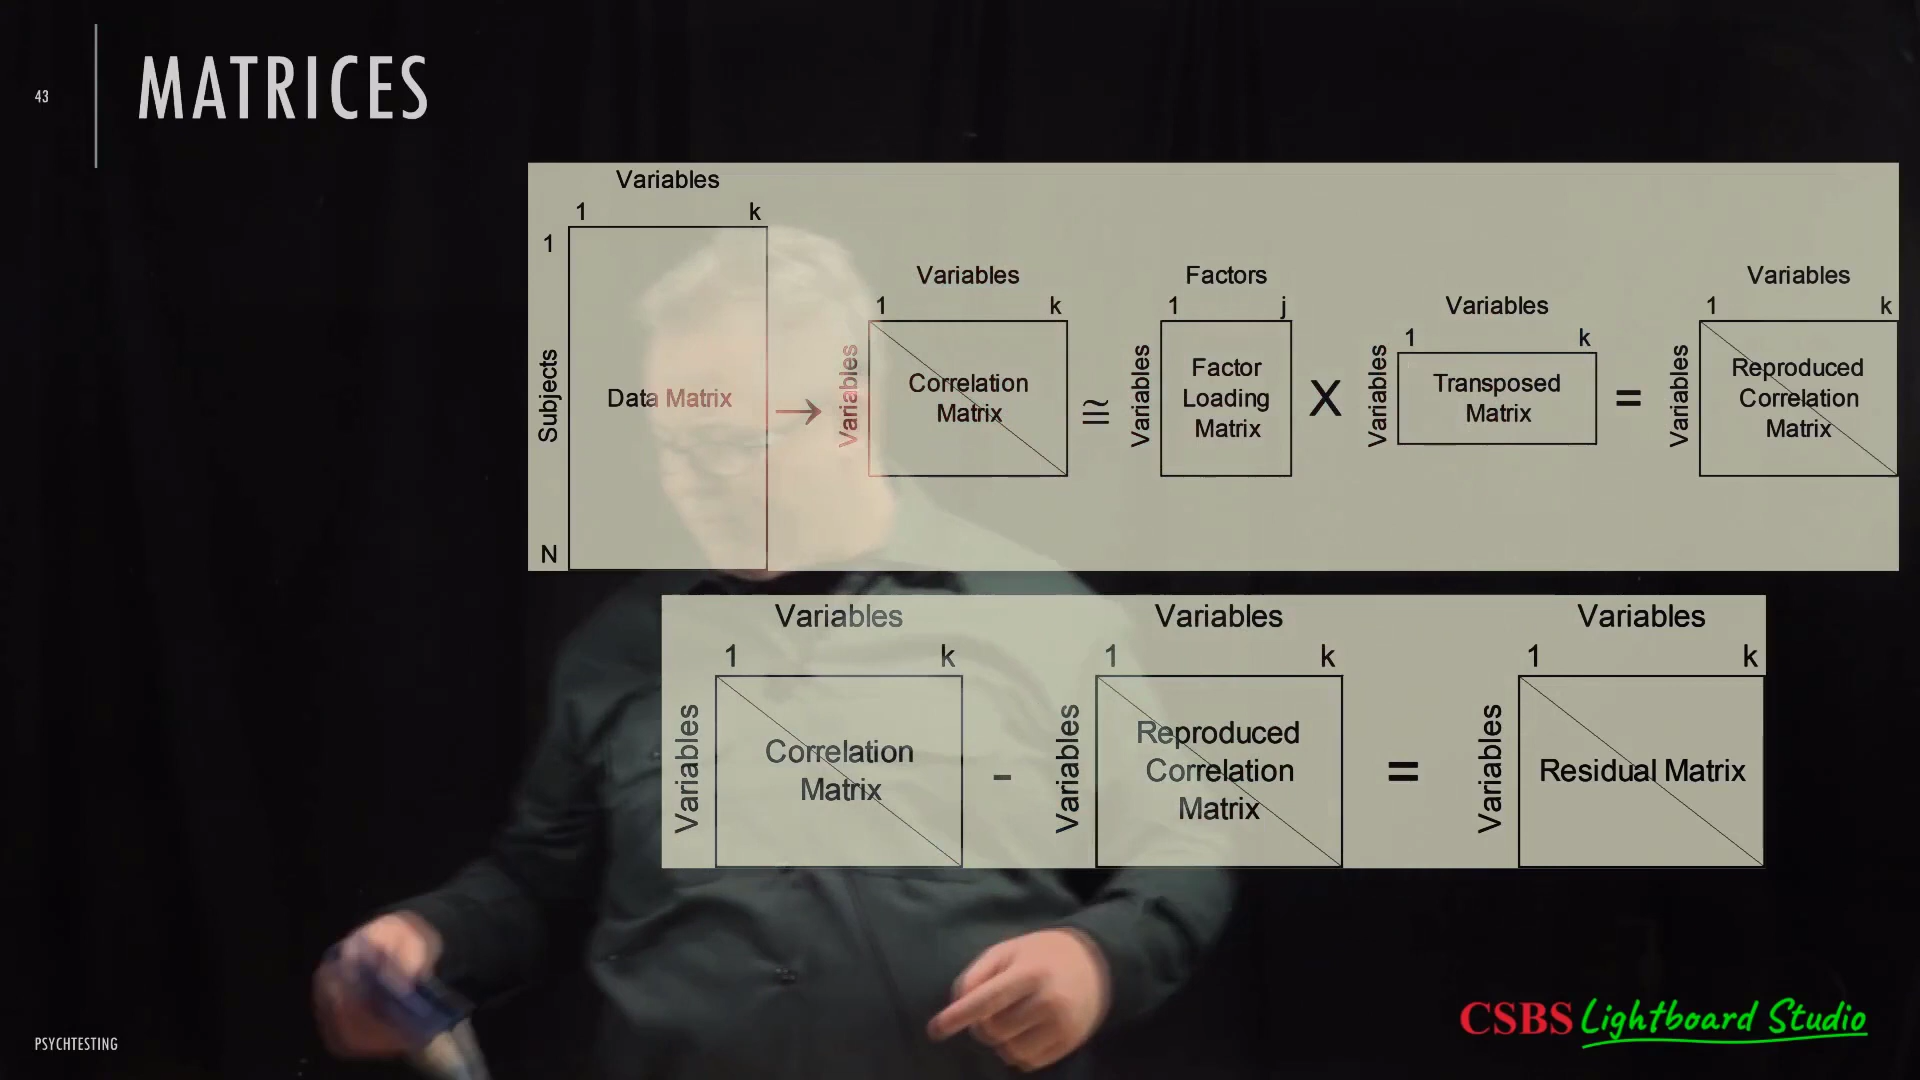 43
MATRICES
Variables
1 k
1
Subjects
N
Data Matrix
→
Variables
1 k
Variables
Correlation
Matrix
≅
Factors
1 j
Variables
Factor
Loading
Matrix
X
Variables
1 k
Variables
Transposed
Matrix
=
Variables
1 k
Variables
Reproduced
Correlation
Matrix
Variables
1 k
Variables
Correlation
Matrix
-
Variables
1 k
Variables
Reproduced
Correlation
Matrix
=
Variables
1 k
Variables
Residual Matrix
PSYCHTESTING
CSBS Lightboard Studio